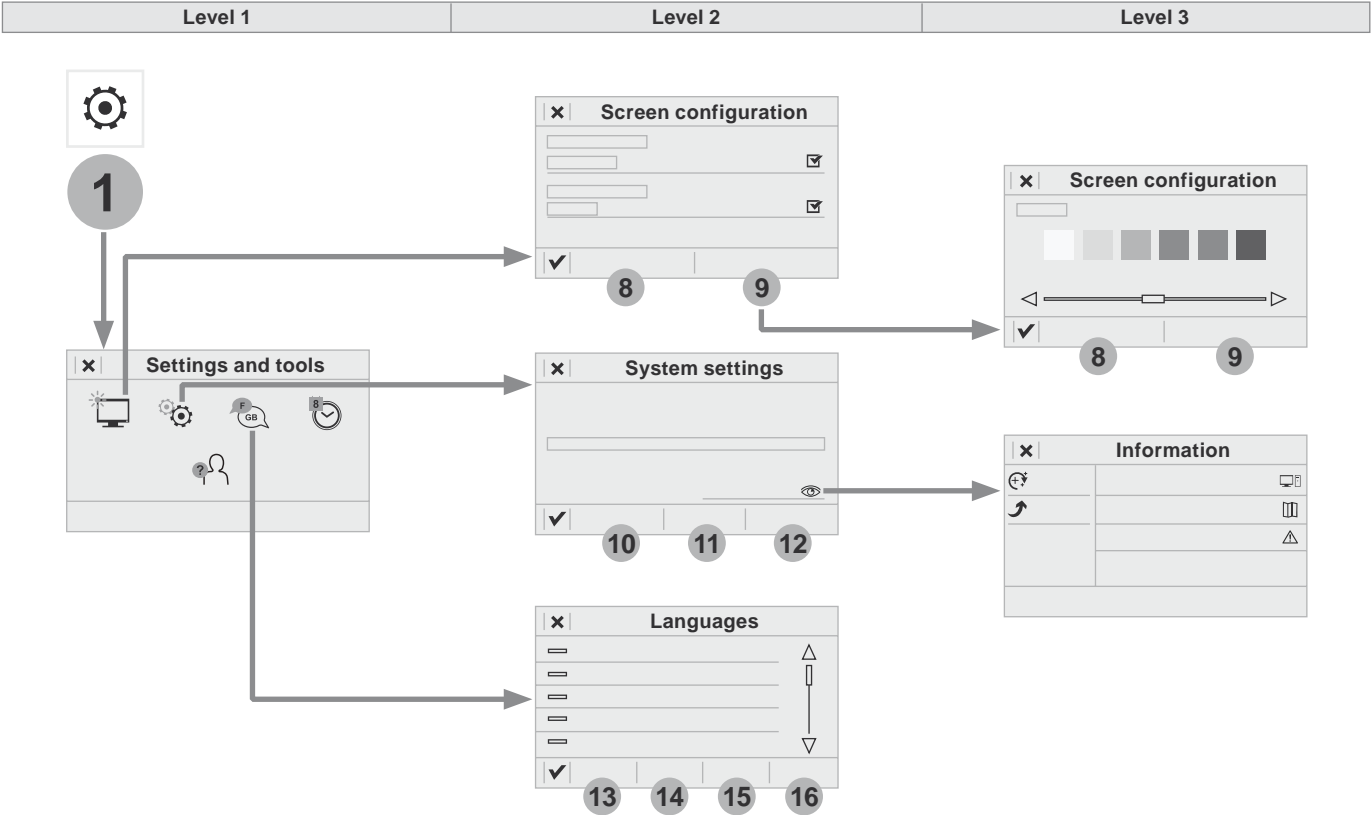 Level 1
Level 2
Level 3
1
Screen configuration
8
9
Screen configuration
8
9
Settings and tools
F
GB
8
?
System settings
10
11
12
Information
Languages
13
14
15
16